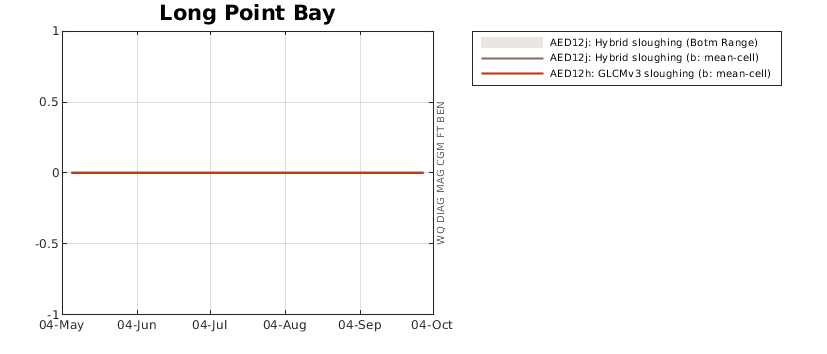 Long Point Bay
1
0.5
0
-0.5
-1
04-May 04-Jun 04-Jul 04-Aug 04-Sep 04-Oct
WQ DIAG MAG CGM FT BEN
AED12j: Hybrid sloughing (Botm Range)
AED12j: Hybrid sloughing (b: mean-cell)
AED12h: GLCMv3 sloughing (b: mean-cell)